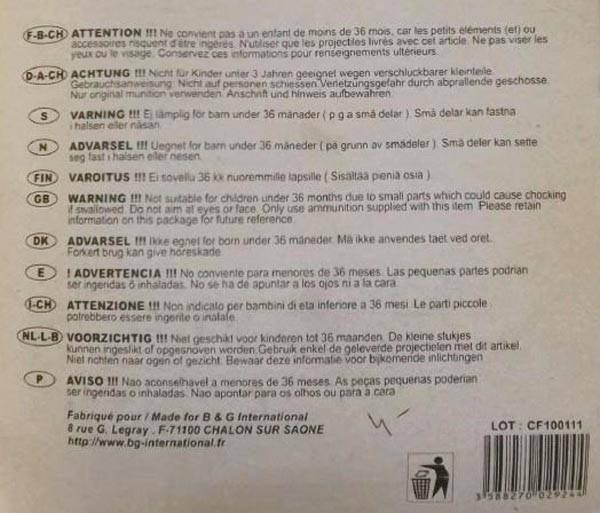 F-B-CH ATTENTION !!! Ne convient pas à un enfant de moins de 36 mois, car les petits éléments (et) ou
accessoires risquent d'être ingérés. N'utiliser que les projectiles livrés avec cet article. Ne pas viser les
yeux ou le visage. Conservez ces informations pour renseignements ultérieurs.
D-A-CH ACHTUNG !!! Nicht für Kinder unter 3 Jahren geeignet wegen verschluckbarer kleinteile.
Gebrauchsanweisung: Nicht auf personen schiessen.Verletzungsgefahr durch abprallende geschosse.
Nur original munition verwenden. Anschrift und hinweis aufbewahren.
S VARNING !!! Ej lämplig för barn under 36 månader ( p g a små delar ). Små delar kan fastna
i halsen eller näsan.
N ADVARSEL !!! Uegnet for barn under 36 måneder ( på grunn av smådeler ). Små deler kan sette
seg fast i halsen eller nesen.
FIN VAROITUS !!! Ei sovellu 36 kk nuoremmille lapsille ( Sisältää pieniä osia ).
GB WARNING !!! Not suitable for children under 36 months due to small parts which could cause chocking
if swallowed. Do not aim at eyes or face. Only use ammunition supplied with this item. Please retain
information on this package for future reference.
DK ADVARSEL !!! Ikke egnet for born under 36 måneder. Må ikke anvendes taet ved oret.
Forkert brug kan give horeskade.
E ! ADVERTENCIA !!! No conviente para menores de 36 meses. Las pequenas partes podrian
ser ingeridas ó inhaladas. No se ha de apuntar a los ojos ni a la cara.
I-CH ATTENZIONE !!! Non indicato per bambini di eta inferiore a 36 mesi. Le parti piccole
potrebbero essere ingerite o inalate.
NL-L-B VOORZICHTIG !!! Niet geschikt voor kinderen tot 36 maanden. De kleine stukjes
kunnen ingeslikt of opgesnoven worden.Gebruik enkel de geleverde projectielen met dit artikel.
Niet richten naar ogen of gezicht. Bewaar deze informatie voor bijkomende inlichtingen
P AVISO !!! Nao aconselhavel a menores de 36 meses. As peças pequenas poderian
ser ingeridas o inhaladas. Nao apontar para os olhos ou para a cara
Fabriqué pour / Made for B & G International
8 rue G. Legray . F-71100 CHALON SUR SAONE
http://www.bg-international.fr
LOT : CF100111
3 588270 029244